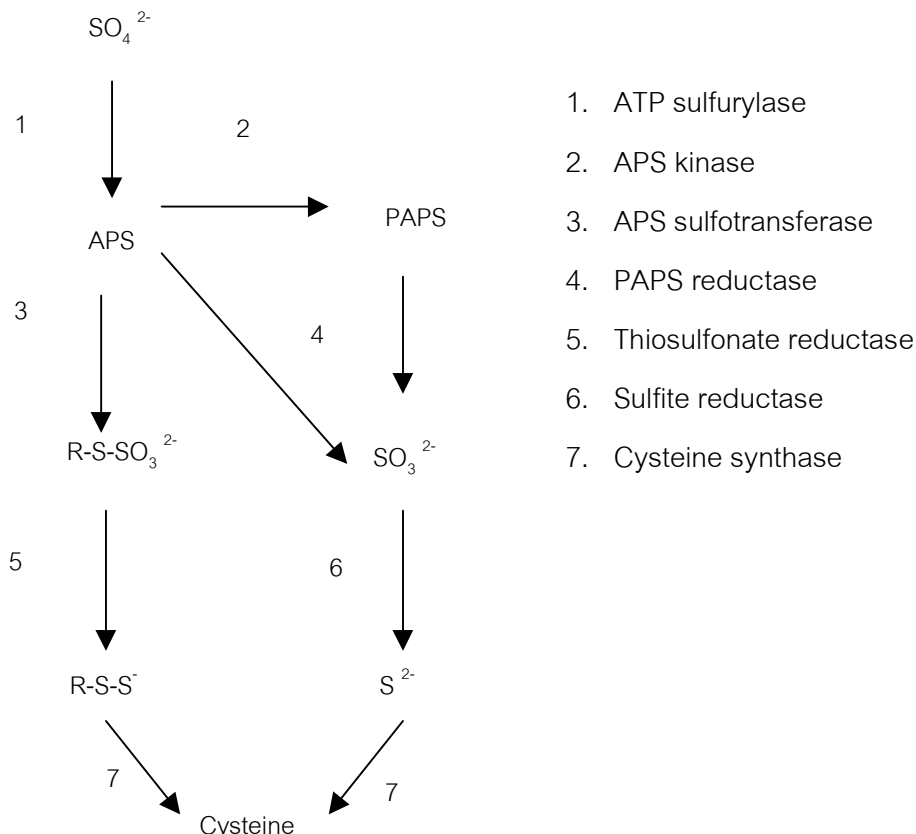 SO₄ ²⁻
1
2
APS
PAPS
3
4
R-S-SO₃ ²⁻
SO₃ ²⁻
5
6
R-S-S⁻
S ²⁻
7
7
Cysteine
1. ATP sulfurylase
2. APS kinase
3. APS sulfotransferase
4. PAPS reductase
5. Thiosulfonate reductase
6. Sulfite reductase
7. Cysteine synthase